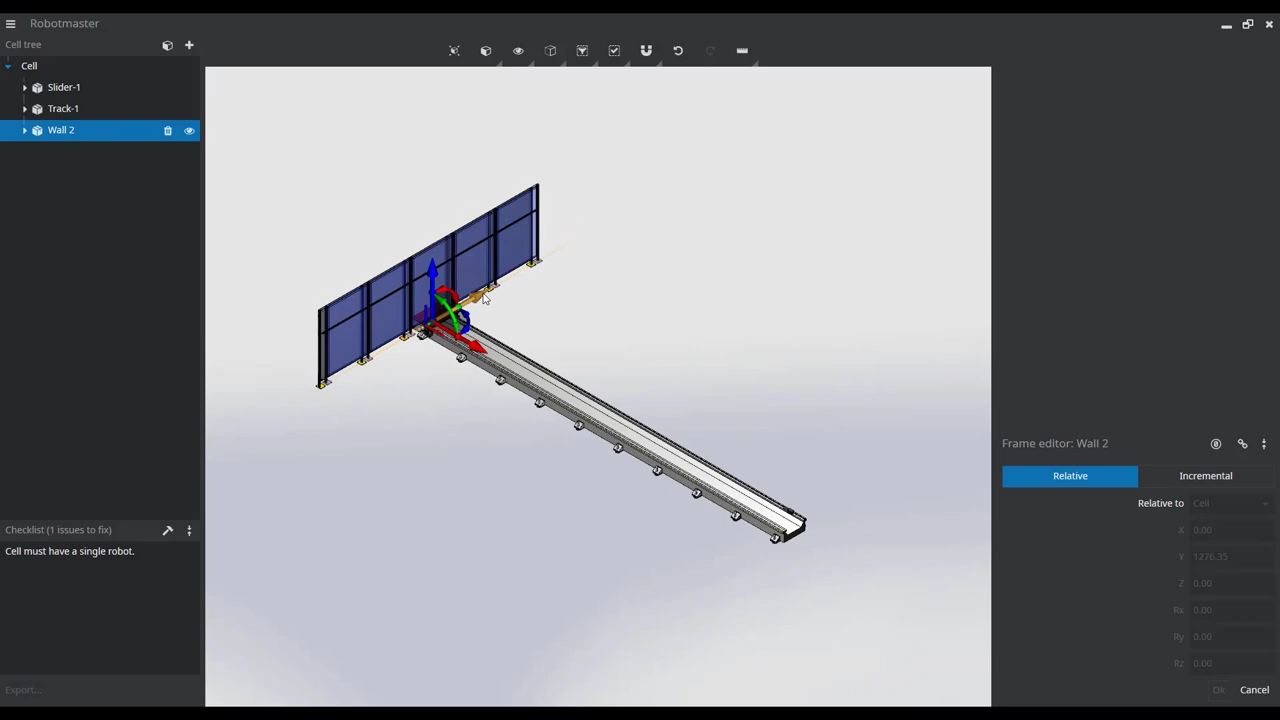 Robotmaster
Cell tree
Cell
Slider-1
Track-1
Wall 2
Checklist (1 issues to fix)
Cell must have a single robot.
Export...
Frame editor: Wall 2
Relative
Incremental
Relative to
Cell
X
0.00
Y
1276.35
Z
0.00
Rx
0.00
Ry
0.00
Rz
0.00
Ok
Cancel